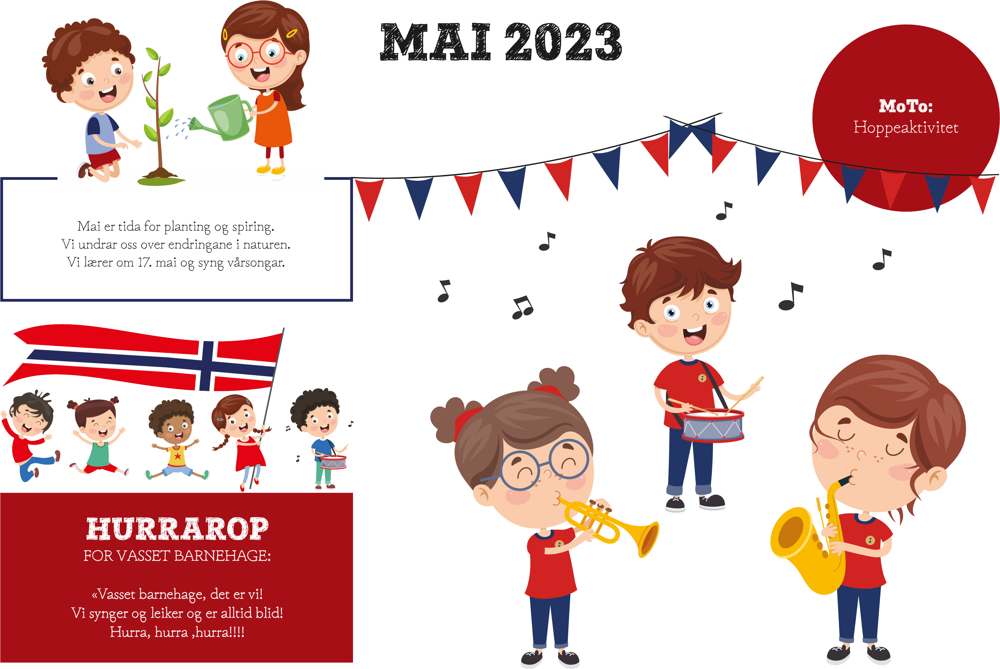 MAI 2023
MoTo:
Hoppeaktivitet
Mai er tida for planting og spiring.
Vi undrar oss over endringane i naturen.
Vi lærer om 17. mai og syng vårsongar.
HURRAROP
FOR VASSET BARNEHAGE:
«Vasset barnehage, det er vi!
Vi synger og leiker og er alltid blid!
Hurra, hurra ,hurra!!!!